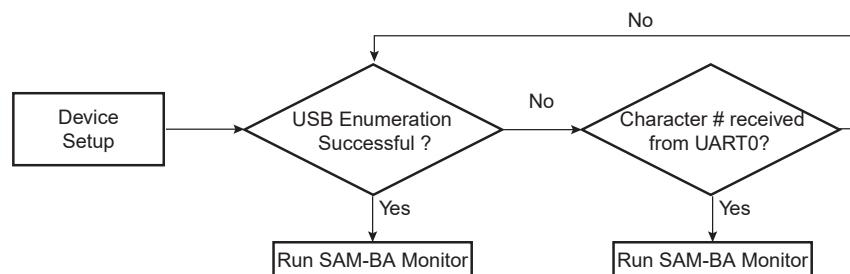 No
Device
Setup
USB Enumeration
Successful ?
No
Character # received
from UART0?
Yes
Yes
Run SAM-BA Monitor
Run SAM-BA Monitor